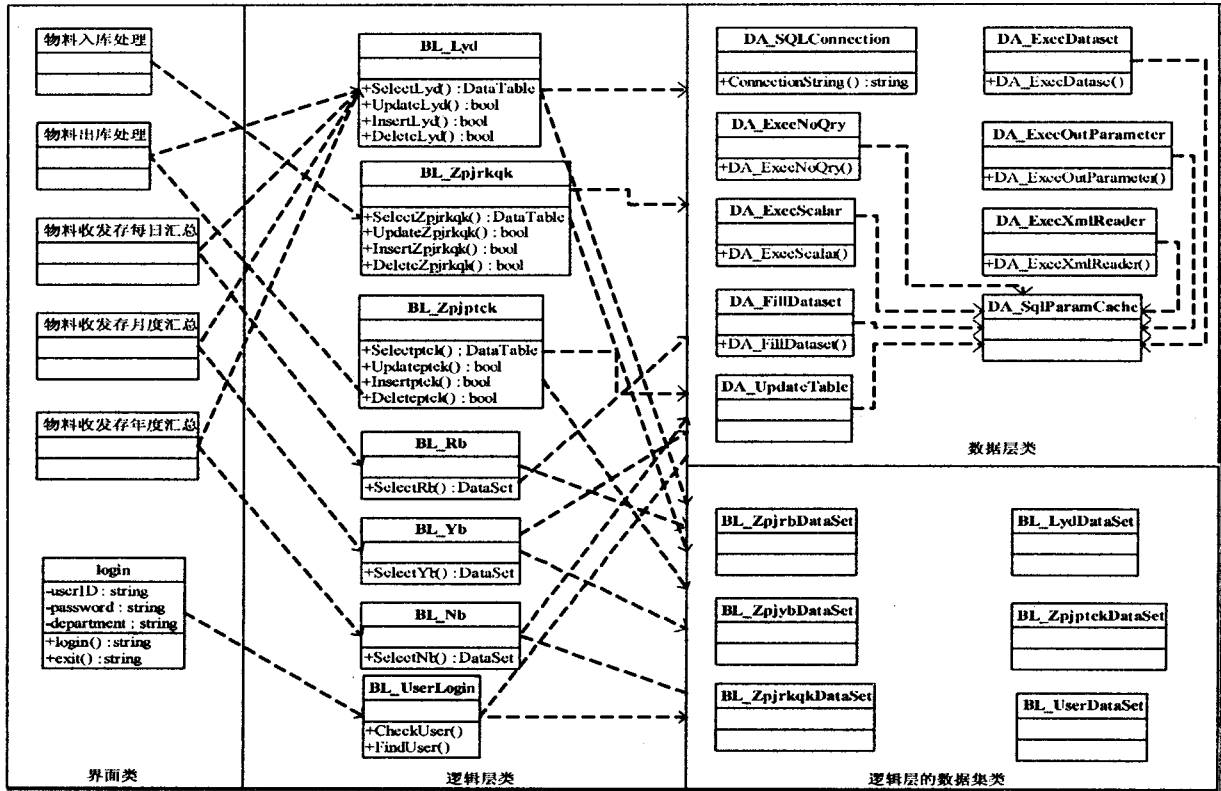 物料入库处理
物料出库处理
物料收发存每日汇总
物料收发存月度汇总
物料收发存年度汇总
login
-userID : string
-password : string
-department : string
+login() : string
+exit() : string
界面类
BL_Lyd
+SelectLyd() : DataTable
+UpdateLyd() : bool
+InsertLyd() : bool
+DeleteLyd() : bool
BL_Zpjrkqk
+SelectZpjrkqk() : DataTable
+UpdateZpjrkqk() : bool
+InsertZpjrkqk() : bool
+DeleteZpjrkqk() : bool
BL_Zpjptck
+Selectptck() : DataTable
+Updateptck() : bool
+Insertptck() : bool
+Deleteptck() : bool
BL_Rb
+SelectRb() : DataSet
BL_Yb
+SelectYb() : DataSet
BL_Nb
+SelectNb() : DataSet
BL_UserLogin
+CheckUser()
+FindUser()
逻辑层类
DA_SQLConnection
+ConnectionString() : string
DA_ExecNoQry
+DA_ExecNoQry()
DA_ExecScalar
+DA_ExecScalar()
DA_FillDataset
+DA_FillDataset()
DA_UpdateTable
DA_ExecDataset
+DA_ExecDatase()
DA_ExecOutParameter
+DA_ExecOutParameter()
DA_ExecXmlReader
+DA_ExecXmlReader()
DA_SqlParamCache
数据层类
BL_ZpjrbDataSet
BL_LydDataSet
BL_ZpjybDataSet
BL_ZpjptckDataSet
BL_ZpjrkqkDataSet
BL_UserDataSet
逻辑层的数据集类